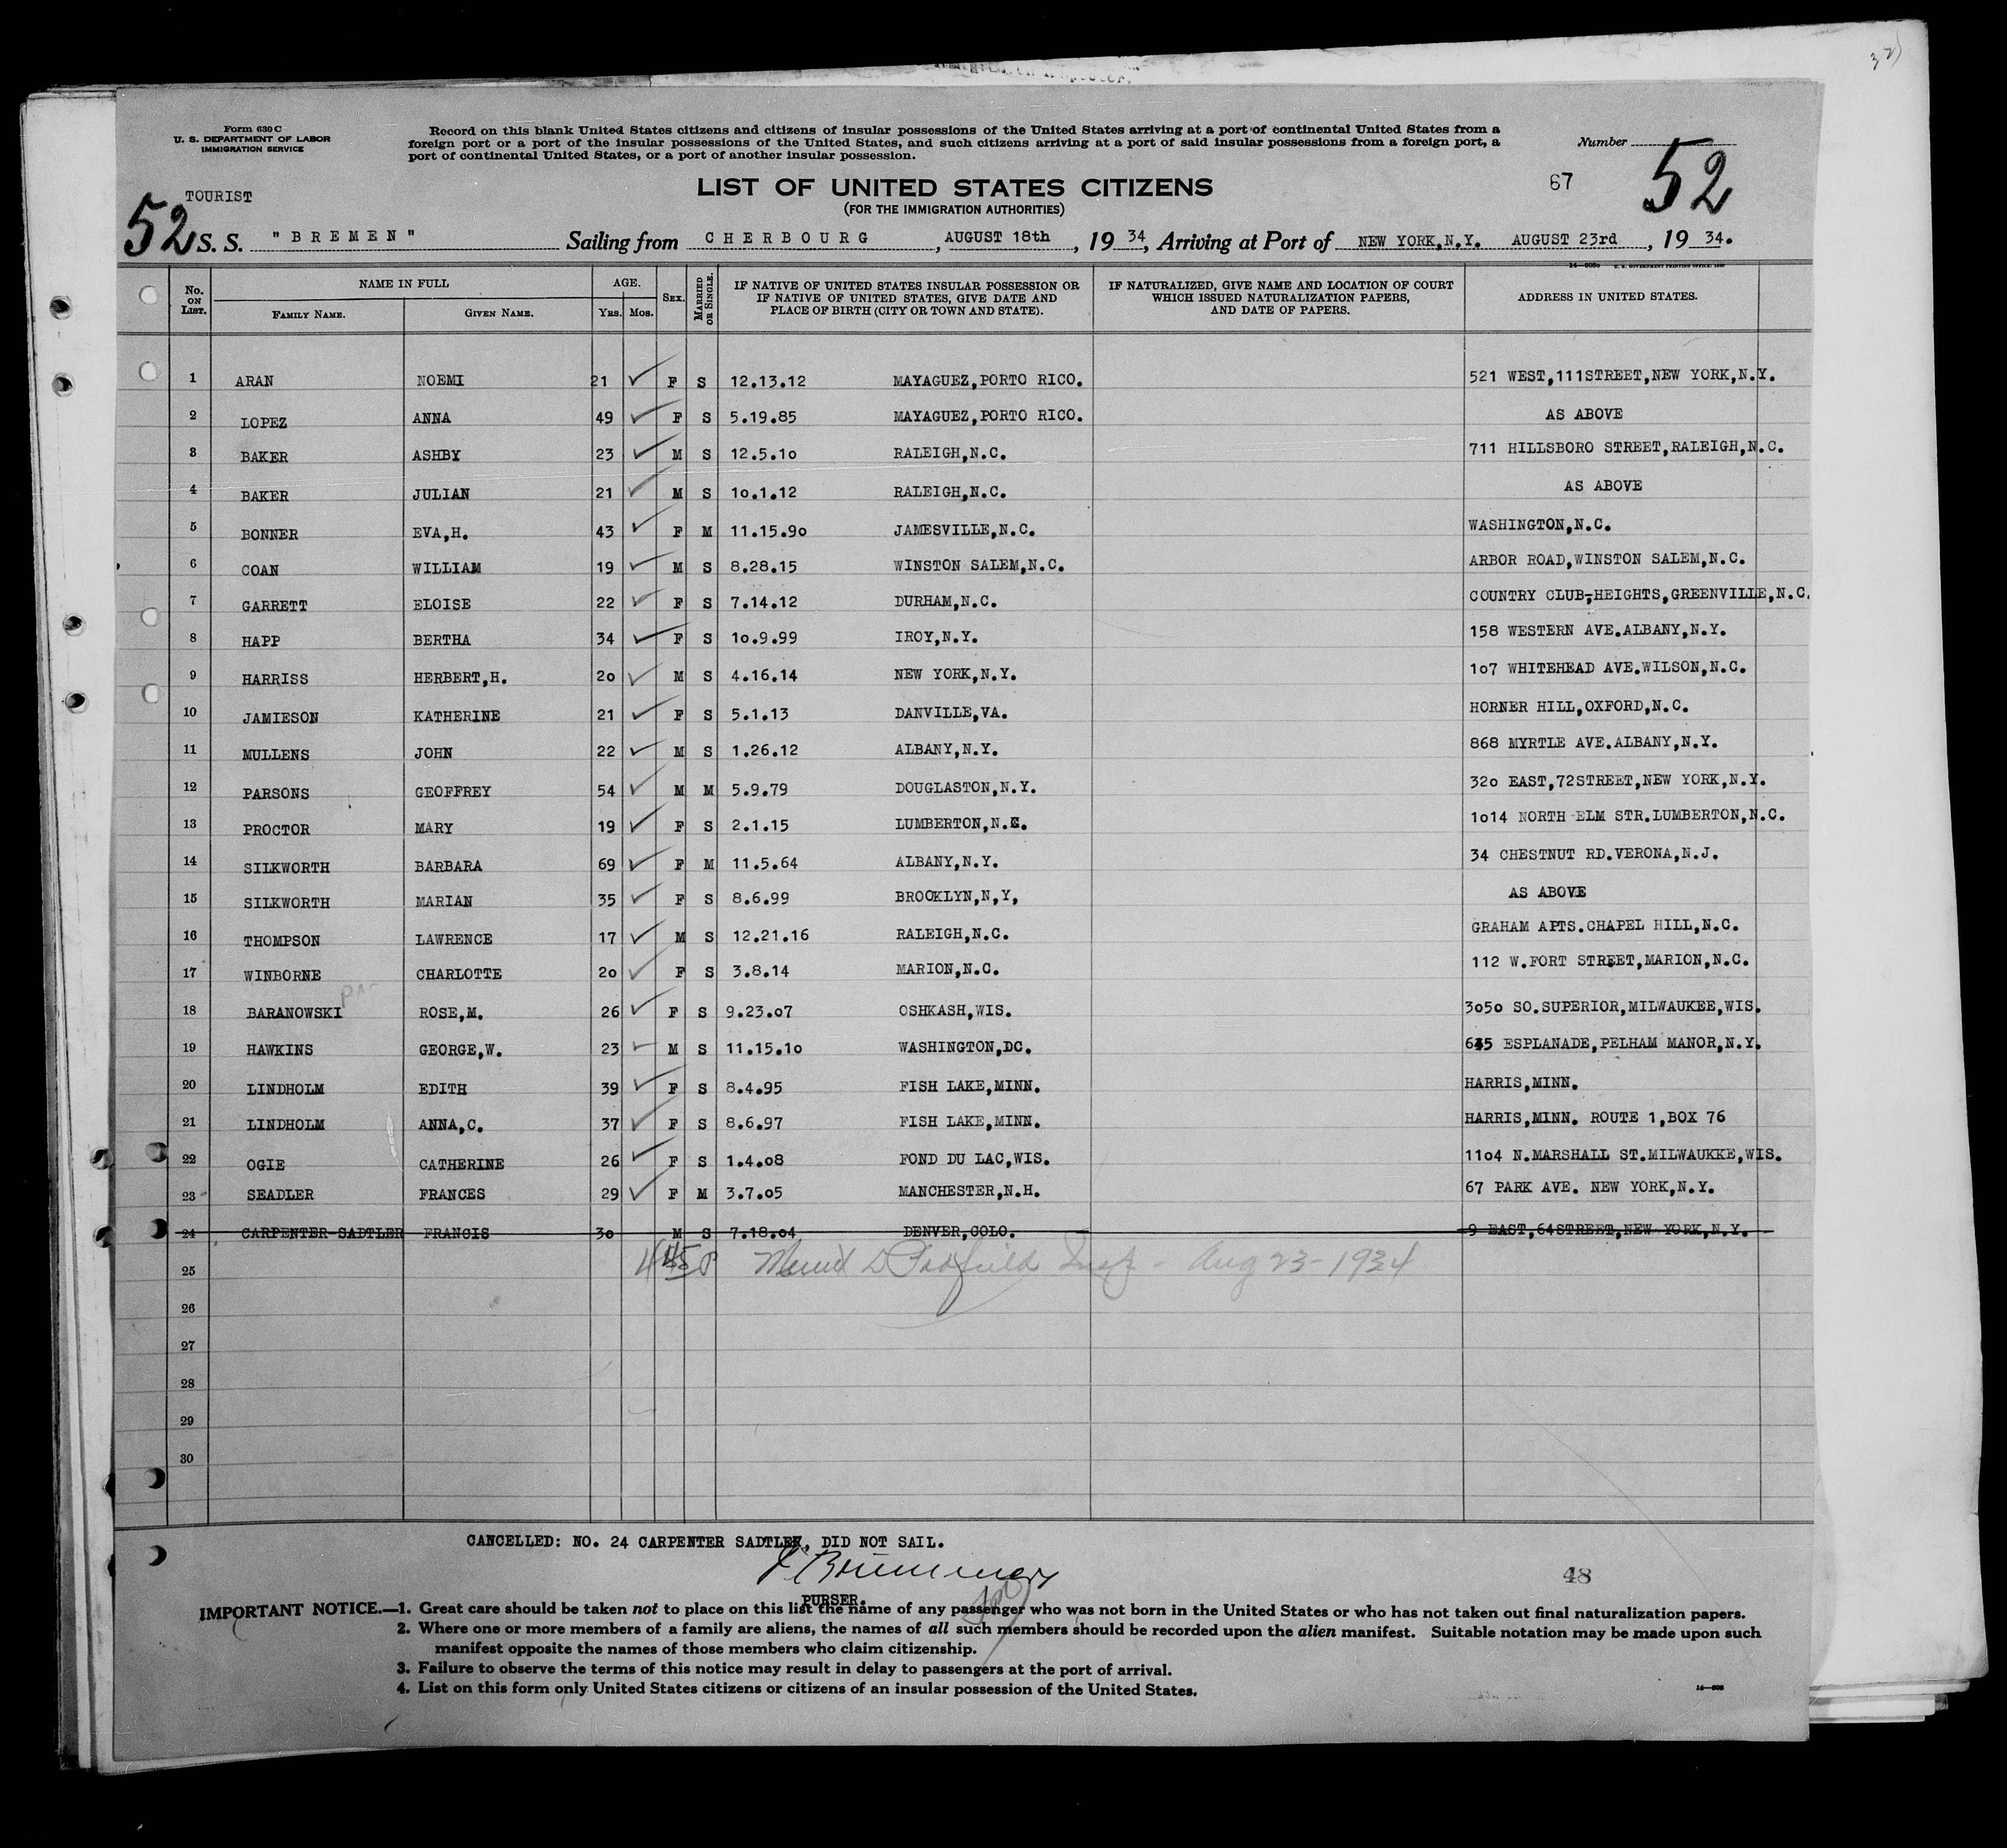 32)
Form 630 C
U. S. DEPARTMENT OF LABOR
IMMIGRATION SERVICE
Record on this blank United States citizens and citizens of insular possessions of the United States arriving at a port of continental United States from a
foreign port or a port of the insular possessions of the United States, and such citizens arriving at a port of said insular possessions from a foreign port, a
port of continental United States, or a port of another insular possession.
Number 52
67
TOURIST
LIST OF UNITED STATES CITIZENS
(FOR THE IMMIGRATION AUTHORITIES)
52 S. S. "BREMEN" Sailing from CHERBOURG, AUGUST 18th, 1934, Arriving at Port of NEW YORK,N.Y. AUGUST 23rd, 1934.
No. ON LIST. NAME IN FULL FAMILY NAME. GIVEN NAME. AGE. Yrs. Mos. SEX. MARRIED OR SINGLE. IF NATIVE OF UNITED STATES INSULAR POSSESSION OR IF NATIVE OF UNITED STATES, GIVE DATE AND PLACE OF BIRTH (CITY OR TOWN AND STATE). IF NATURALIZED, GIVE NAME AND LOCATION OF COURT WHICH ISSUED NATURALIZATION PAPERS, AND DATE OF PAPERS. ADDRESS IN UNITED STATES.
1 ARAN NOEMI 21 ✓ F S 12.13.12 MAYAGUEZ,PORTO RICO. 521 WEST,111STREET,NEW YORK,N.Y.
2 LOPEZ ANNA 49 ✓ F S 5.19.85 MAYAGUEZ,PORTO RICO. AS ABOVE
3 BAKER ASHBY 23 ✓ M S 12.5.10 RALEIGH,N.C. 711 HILLSBORO STREET,RALEIGH,N.C.
4 BAKER JULIAN 21 ✓ M S 10.1.12 RALEIGH,N.C. AS ABOVE
5 BONNER EVA,H. 43 ✓ F M 11.15.90 JAMESVILLE,N.C. WASHINGTON,N.C.
6 COAN WILLIAM 19 ✓ M S 8.28.15 WINSTON SALEM,N.C. ARBOR ROAD,WINSTON SALEM,N.C.
7 GARRETT ELOISE 22 ✓ F S 7.14.12 DURHAM,N.C. COUNTRY CLUB,HEIGHTS,GREENVILLE,N.C.
8 HAPP BERTHA 34 ✓ F S 10.9.99 IROY,N.Y. 158 WESTERN AVE.ALBANY,N.Y.
9 HARRISS HERBERT,H. 20 ✓ M S 4.16.14 NEW YORK,N.Y. 107 WHITEHEAD AVE.WILSON,N.C.
10 JAMIESON KATHERINE 21 ✓ F S 5.1.13 DANVILLE,VA. HORNER HILL,OXFORD,N.C.
11 MULLENS JOHN 22 ✓ M S 1.26.12 ALBANY,N.Y. 868 MYRTLE AVE.ALBANY,N.Y.
12 PARSONS GEOFFREY 54 ✓ M M 5.9.79 DOUGLASTON,N.Y. 320 EAST,72STREET,NEW YORK,N.Y.
13 PROCTOR MARY 19 ✓ F S 2.1.15 LUMBERTON,N.C. 1014 NORTH ELM STR.LUMBERTON,N.C.
14 SILKWORTH BARBARA 69 ✓ F M 11.5.64 ALBANY,N.Y. 34 CHESTNUT RD.VERONA,N.J.
15 SILKWORTH MARIAN 35 ✓ F S 8.6.99 BROOKLYN,N,Y, AS ABOVE
16 THOMPSON LAWRENCE 17 ✓ M S 12.21.16 RALEIGH,N.C. GRAHAM APTS.CHAPEL HILL,N.C.
17 WINBORNE CHARLOTTE 20 ✓ F S 3.8.14 MARION,N.C. 112 W.FORT STREET,MARION,N.C.
18 BARANOWSKI ROSE,M. 26 ✓ F S 9.23.07 OSHKASH,WIS. 3050 SO.SUPERIOR,MILWAUKEE,WIS.
19 HAWKINS GEORGE,W. 23 ✓ M S 11.15.10 WASHINGTON,DC. ESPLANADE,PELHAM MANOR,N.Y.
20 LINDHOLM EDITH 39 ✓ F S 8.4.95 FISH LAKE,MINN. HARRIS,MINN.
21 LINDHOLM ANNA,C. 37 ✓ F S 8.6.97 FISH LAKE,MINN. HARRIS,MINN. ROUTE 1,BOX 76
22 OGIE CATHERINE 26 ✓ F S 1.4.08 FOND DU LAC,WIS. 1104 N.MARSHALL ST.MILWAUKKE,WIS.
23 SEADLER FRANCES 29 ✓ F M 3.7.05 MANCHESTER,N.H. 67 PARK AVE. NEW YORK,N.Y.
24 CARPENTER SADTLER FRANCIS 30 M S 7.18.04 DENVER,COLO. 9 EAST,64STREET,NEW YORK,N.Y.
25 Insp - Aug 23-1934
26
27
28
29
30
CANCELLED: NO. 24 CARPENTER SADTLER, DID NOT SAIL.
PURSER.
48
IMPORTANT NOTICE.—1. Great care should be taken not to place on this list the name of any passenger who was not born in the United States or who has not taken out final naturalization papers.
2. Where one or more members of a family are aliens, the names of all such members should be recorded upon the alien manifest. Suitable notation may be made upon such
manifest opposite the names of those members who claim citizenship.
3. Failure to observe the terms of this notice may result in delay to passengers at the port of arrival.
4. List on this form only United States citizens or citizens of an insular possession of the United States.